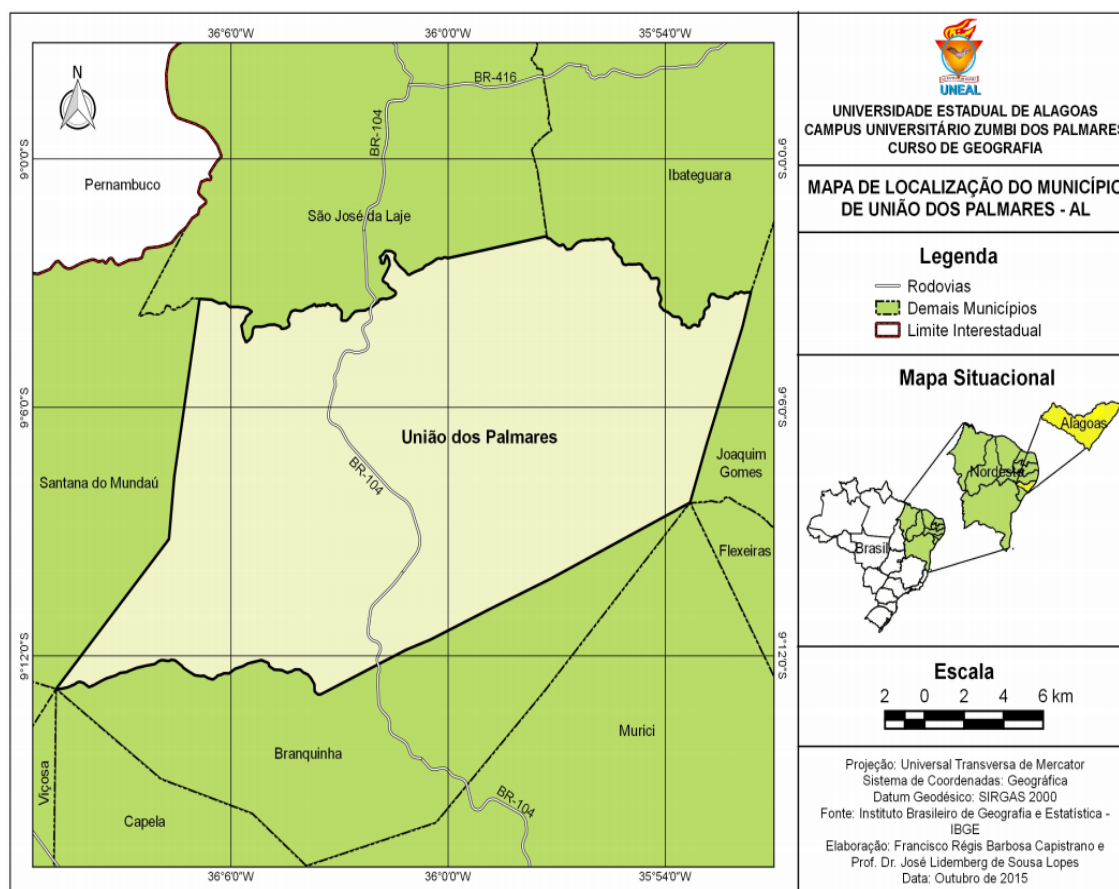 36°6'0"W
36°0'0"W
35°54'0"W
N
BR-416
BR-104
9°0'0"S
9°0'0"S
Pernambuco
Ibateguara
São José da Laje
9°6'0"S
9°6'0"S
União dos Palmares
BR-104
Santana do Mundaú
Joaquim
Gomes
Flexeiras
9°12'0"S
9°12'0"S
Murici
Branquinha
Viçosa
Capela
BR-104
36°6'0"W
36°0'0"W
35°54'0"W
UNEAL
UNIVERSIDADE ESTADUAL DE ALAGOAS
CAMPUS UNIVERSITÁRIO ZUMBI DOS PALMARES
CURSO DE GEOGRAFIA
MAPA DE LOCALIZAÇÃO DO MUNICÍPIO
DE UNIÃO DOS PALMARES - AL
Legenda
Rodovias
Demais Municípios
Limite Interestadual
Mapa Situacional
Alagoas
Nordeste
Brasil
Escala
2 0 2 4 6 km
Projeção: Universal Transversa de Mercator
Sistema de Coordenadas: Geográfica
Datum Geodésico: SIRGAS 2000
Fonte: Instituto Brasileiro de Geografia e Estatística -
IBGE
Elaboração: Francisco Régis Barbosa Capistrano e
Prof. Dr. José Lidemberg de Sousa Lopes
Data: Outubro de 2015